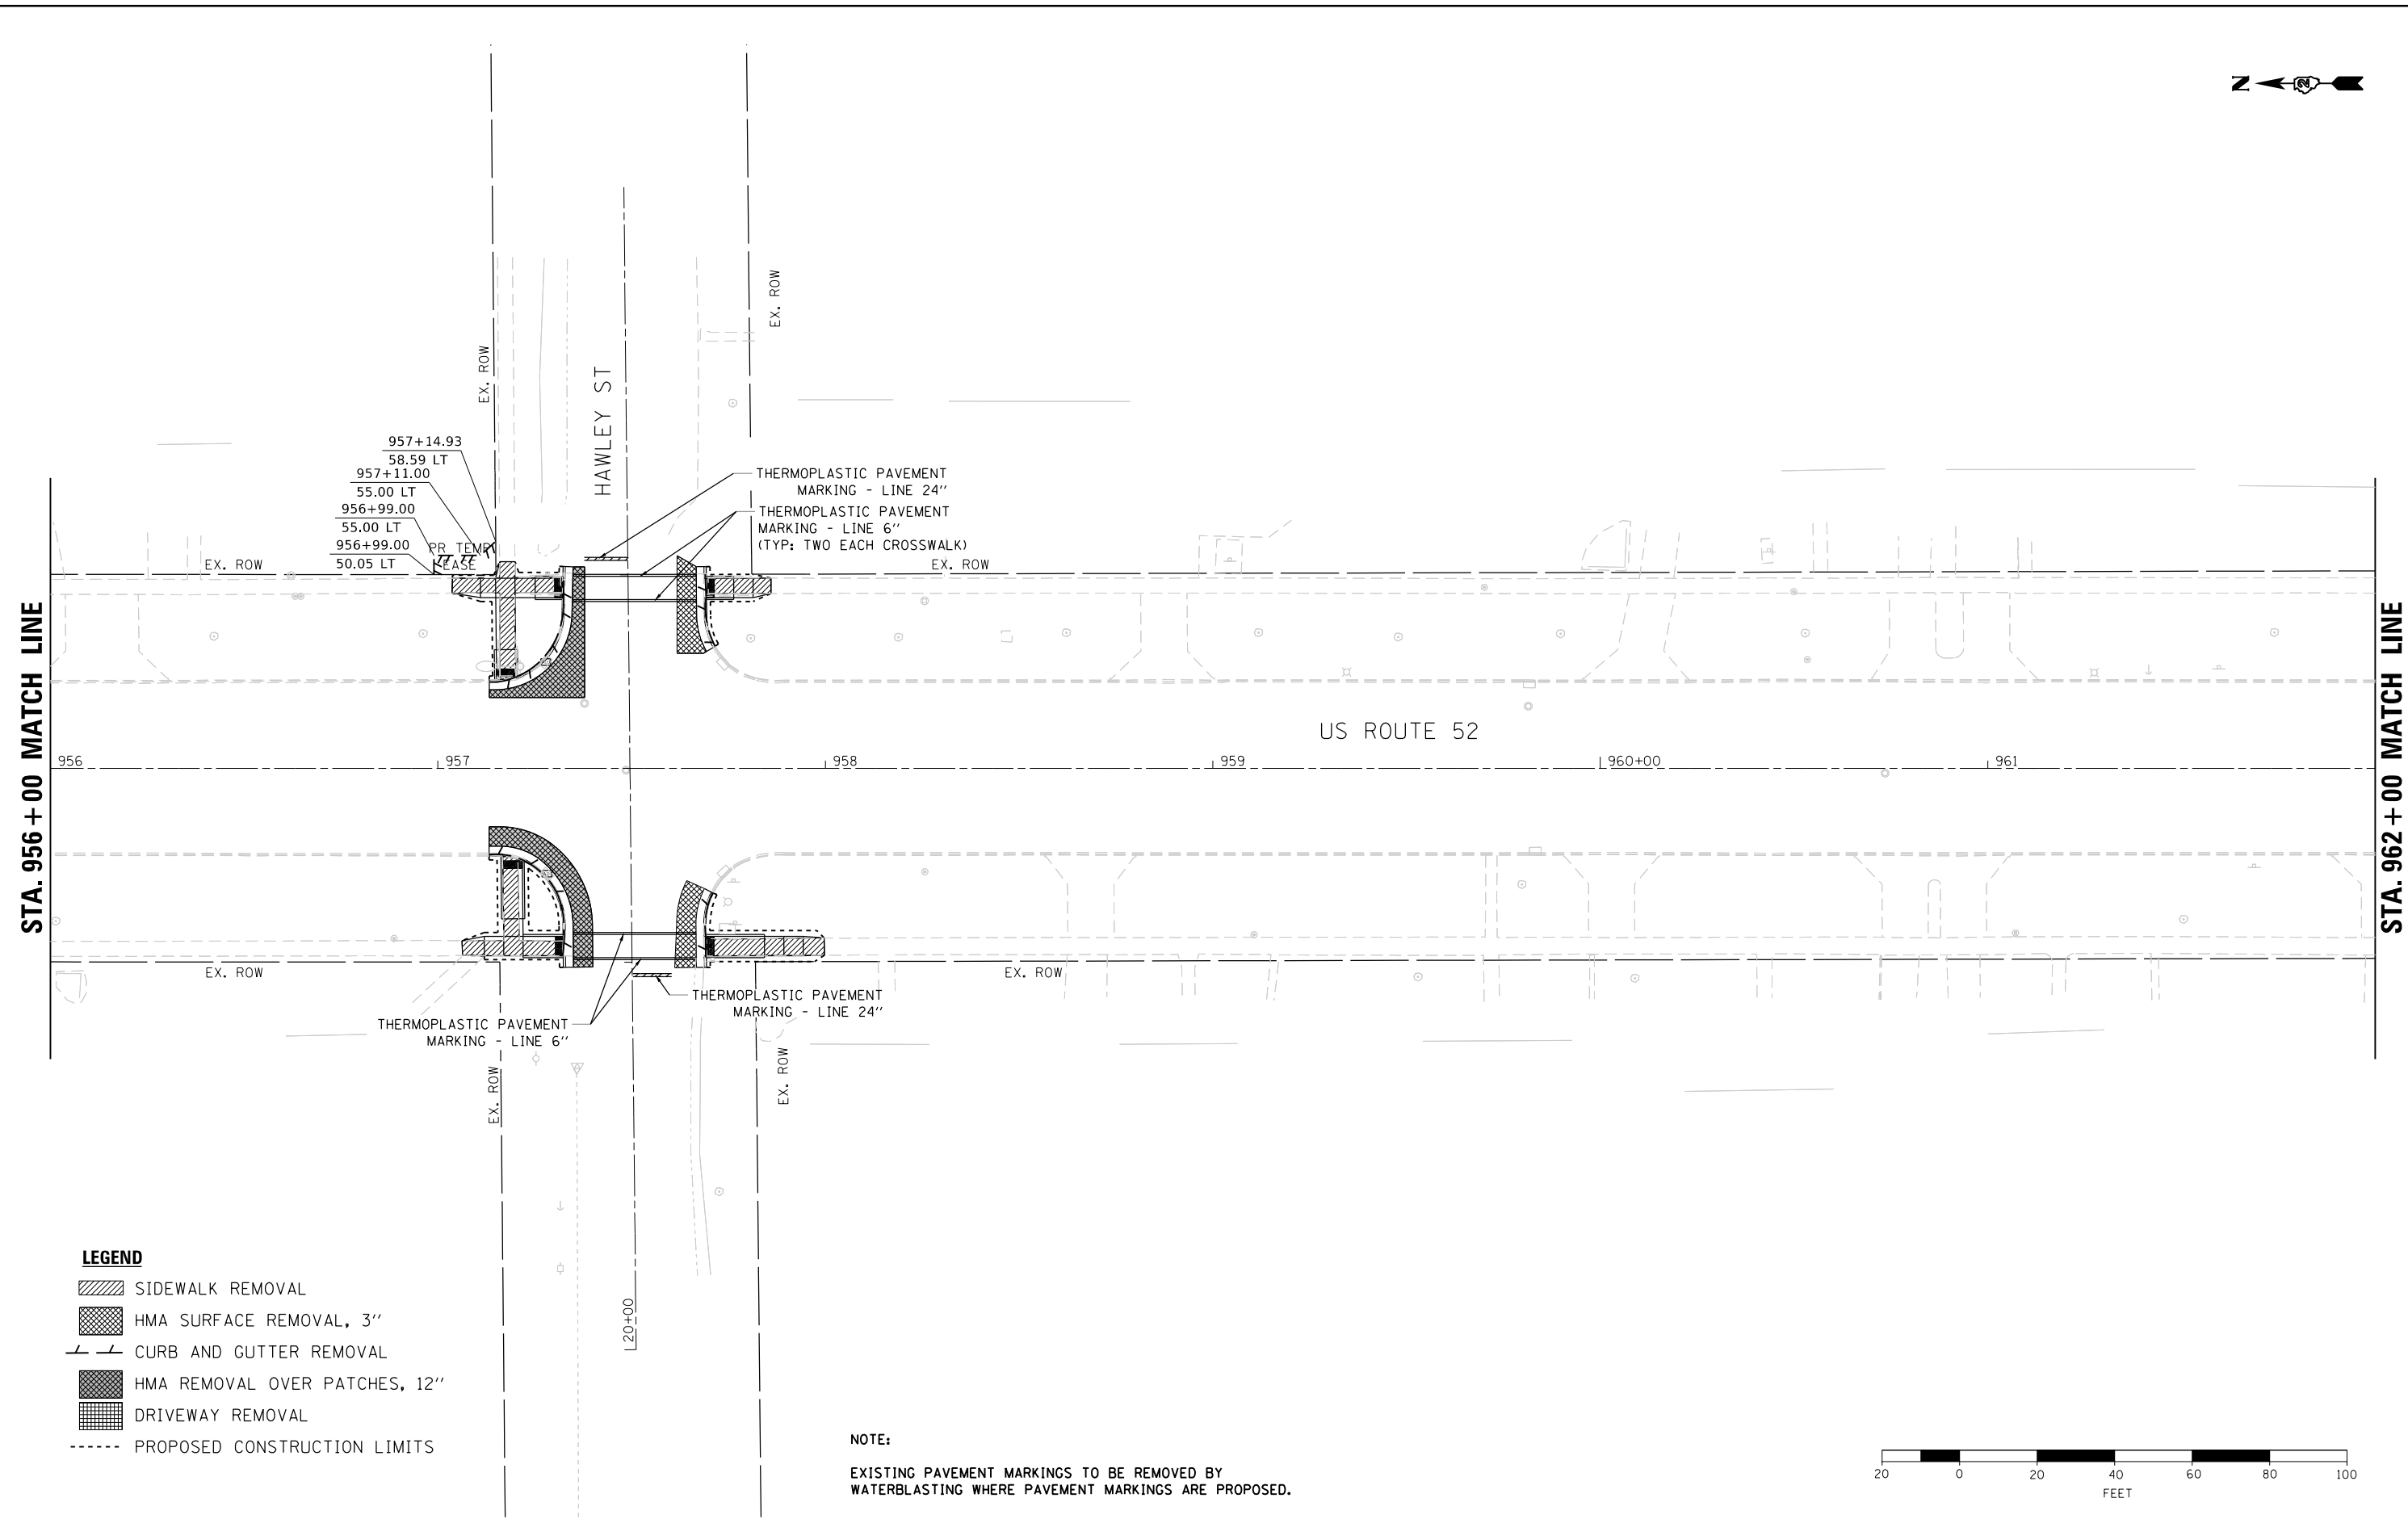 N
2
EX. ROW
EX. ROW
HAWLEY ST
957+14.93
58.59 LT
957+11.00
55.00 LT
956+99.00
55.00 LT
956+99.00
50.05 LT
PR TEMP
EASE
THERMOPLASTIC PAVEMENT
MARKING - LINE 24"
THERMOPLASTIC PAVEMENT
MARKING - LINE 6"
(TYP: TWO EACH CROSSWALK)
EX. ROW
EX. ROW
STA. 956+00 MATCH LINE
STA. 962+00 MATCH LINE
US ROUTE 52
956
957
958
959
960+00
961
EX. ROW
EX. ROW
THERMOPLASTIC PAVEMENT
MARKING - LINE 24"
THERMOPLASTIC PAVEMENT
MARKING - LINE 6"
EX. ROW
EX. ROW
120+00
LEGEND
SIDEWALK REMOVAL
HMA SURFACE REMOVAL, 3"
CURB AND GUTTER REMOVAL
HMA REMOVAL OVER PATCHES, 12"
DRIVEWAY REMOVAL
PROPOSED CONSTRUCTION LIMITS
NOTE:
EXISTING PAVEMENT MARKINGS TO BE REMOVED BY
WATERBLASTING WHERE PAVEMENT MARKINGS ARE PROPOSED.
20 0 20 40 60 80 100
FEET